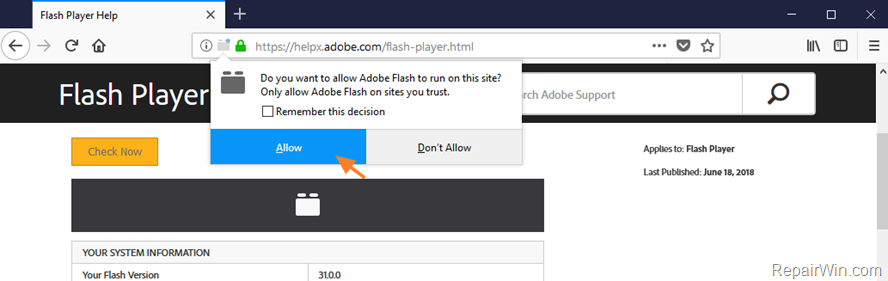 Flash Player Help
https://helpx.adobe.com/flash-player.html
Do you want to allow Adobe Flash to run on this site?
Only allow Adobe Flash on sites you trust.
Remember this decision
Allow
Don't Allow
Flash Player
rch Adobe Support
Check Now
Applies to: Flash Player
Last Published: June 18, 2018
YOUR SYSTEM INFORMATION
Your Flash Version 31.0.0
RepairWin.com